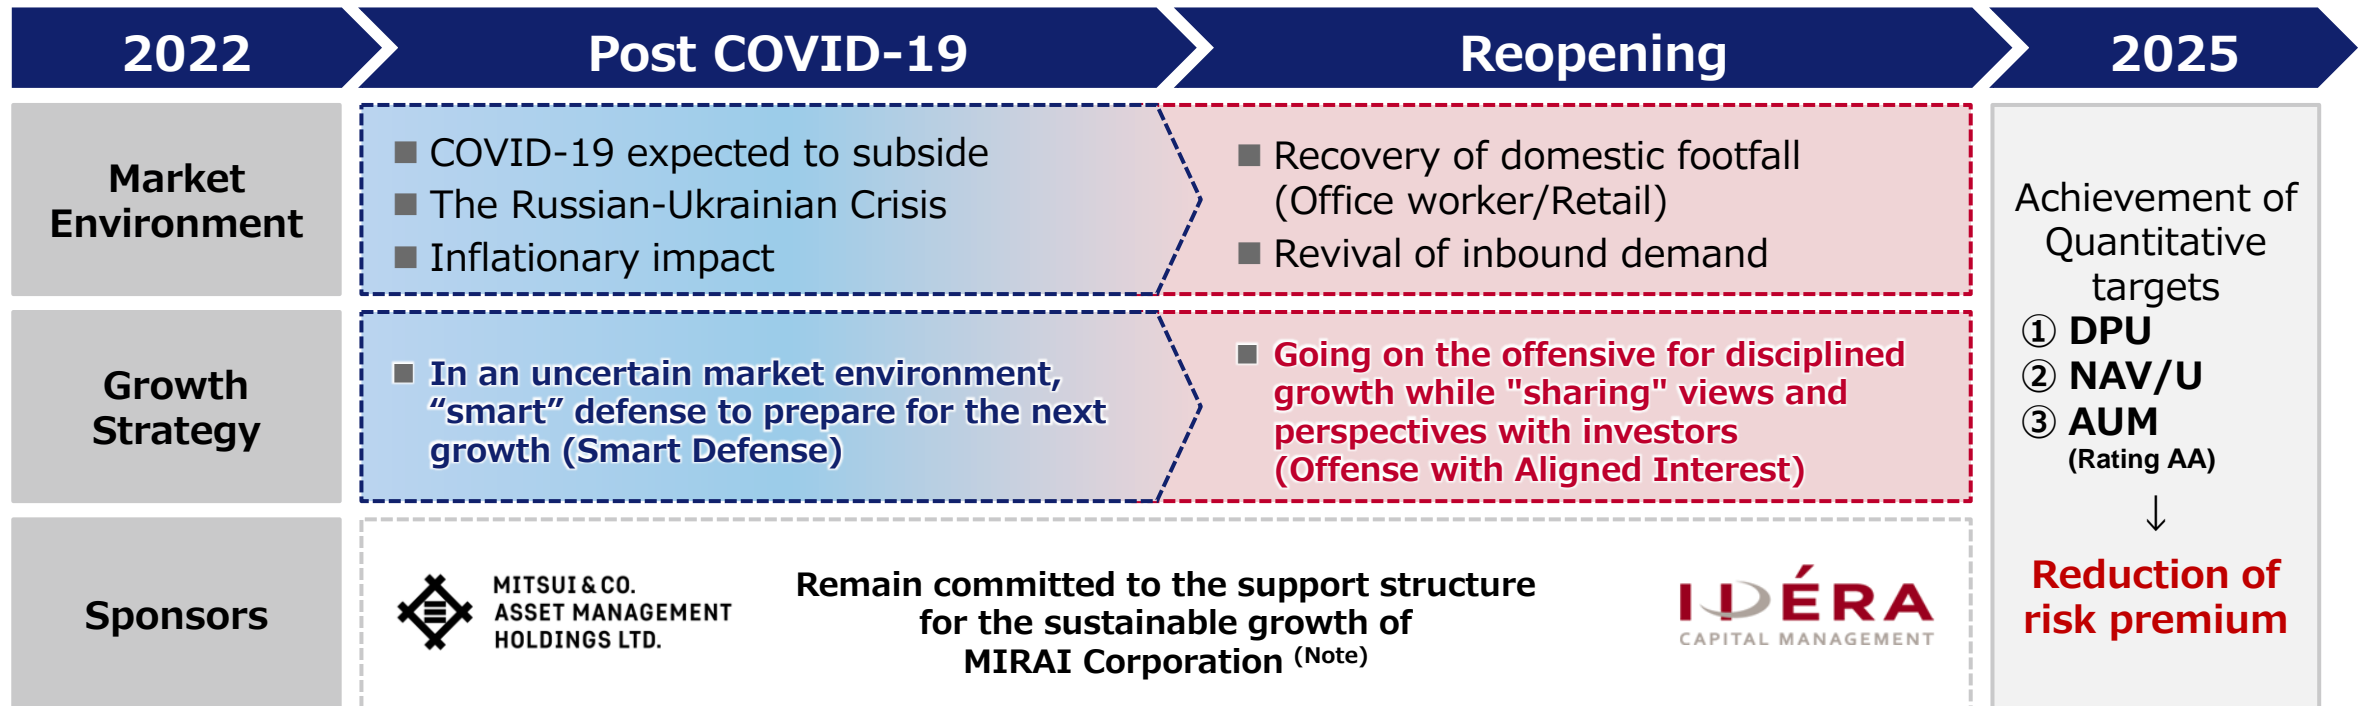 2022
Post COVID-19
Reopening
2025
Market
Environment
■ COVID-19 expected to subside
■ The Russian-Ukrainian Crisis
■ Inflationary impact
■ Recovery of domestic footfall
(Office worker/Retail)
■ Revival of inbound demand
Growth
Strategy
■ In an uncertain market environment,
“smart” defense to prepare for the next
growth (Smart Defense)
■ Going on the offensive for disciplined
growth while "sharing" views and
perspectives with investors
(Offense with Aligned Interest)
Sponsors
MITSUI & CO.
ASSET MANAGEMENT
HOLDINGS LTD.
Remain committed to the support structure
for the sustainable growth of
MIRAI Corporation (Note)
IDÉRA
CAPITAL MANAGEMENT
Achievement of
Quantitative
targets
① DPU
② NAV/U
③ AUM
(Rating AA)
↓
Reduction of
risk premium